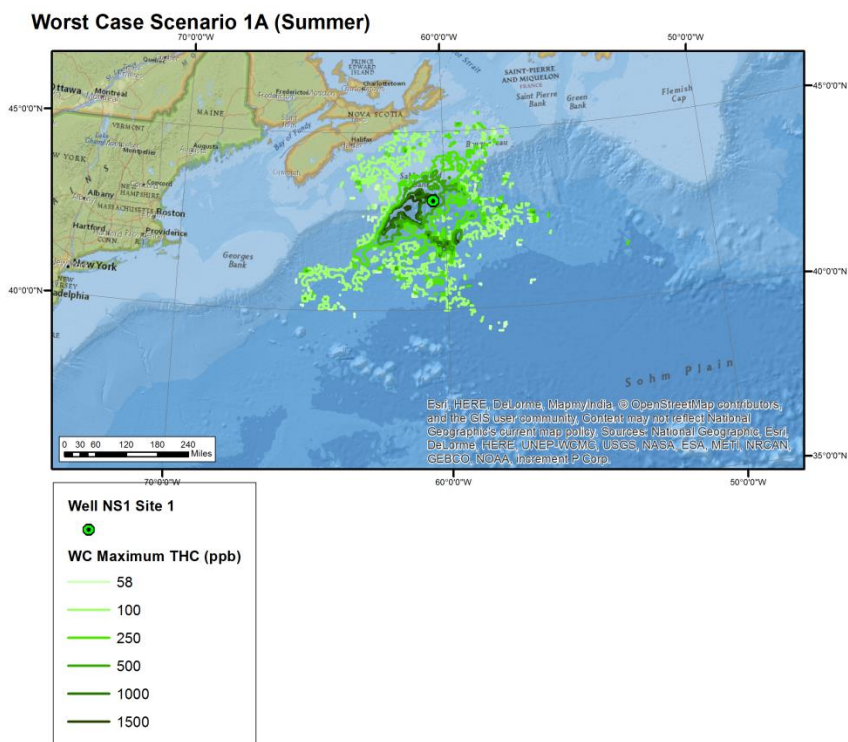 Worst Case Scenario 1A (Summer)
70°0'0"W
60°0'0"W
50°0'0"W
45°0'0"N
45°0'0"N
PRINCE
EDWARD
ISLAND
Charlottetown
SAINT-PIERRE
AND MIQUELON
FRANCE
Saint Pierre
Bank
Green
Bank
Flemish
Cap
Ottawa
Montreal
Montreal
Fredericton
MAINE
NOVA SCOTIA
Halifax
Bay of Fundy
VERMONT
Montpelier
Augusta
Concord
Albany
HAMPSHIRE
MASSACHUSETTS
Boston
Hartford
Providence
CONN.
R I
New York
Georges
Bank
40°0'0"N
40°0'0"N
Sohm Plain
Esri, HERE, DeLorme, MapmyIndia, © OpenStreetMap contributors,
and the GIS user community, Content may not reflect National
Geographic's current map policy. Sources: National Geographic, Esri,
DeLorme, HERE, UNEP-WCMC, USGS, NASA, ESA, METI, NRCAN,
GEBCO, NOAA, increment P Corp.
0 30 60 120 180 240
Miles
35°0'0"N
70°0'0"W
60°0'0"W
50°0'0"W
Well NS1 Site 1
WC Maximum THC (ppb)
58
100
250
500
1000
1500